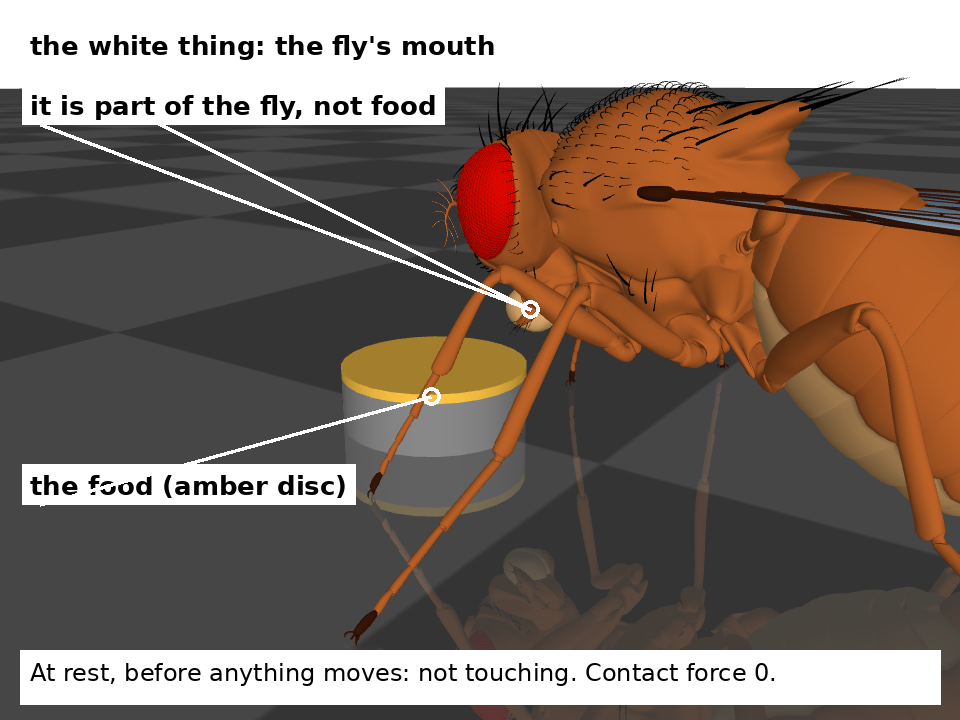 the white thing: the fly's mouth
it is part of the fly, not food
the food (amber disc)
At rest, before anything moves: not touching. Contact force 0.